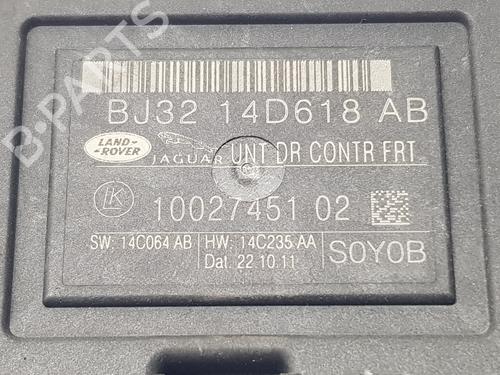 BJ32 14D618 AB
LAND-ROVER JAGUAR UNT DR CONTR FRT
LK 10027451 02
SW: 14C064 AB HW: 14C235 AA
Dat. 22.10.11
S0Y0B
B-PARTS